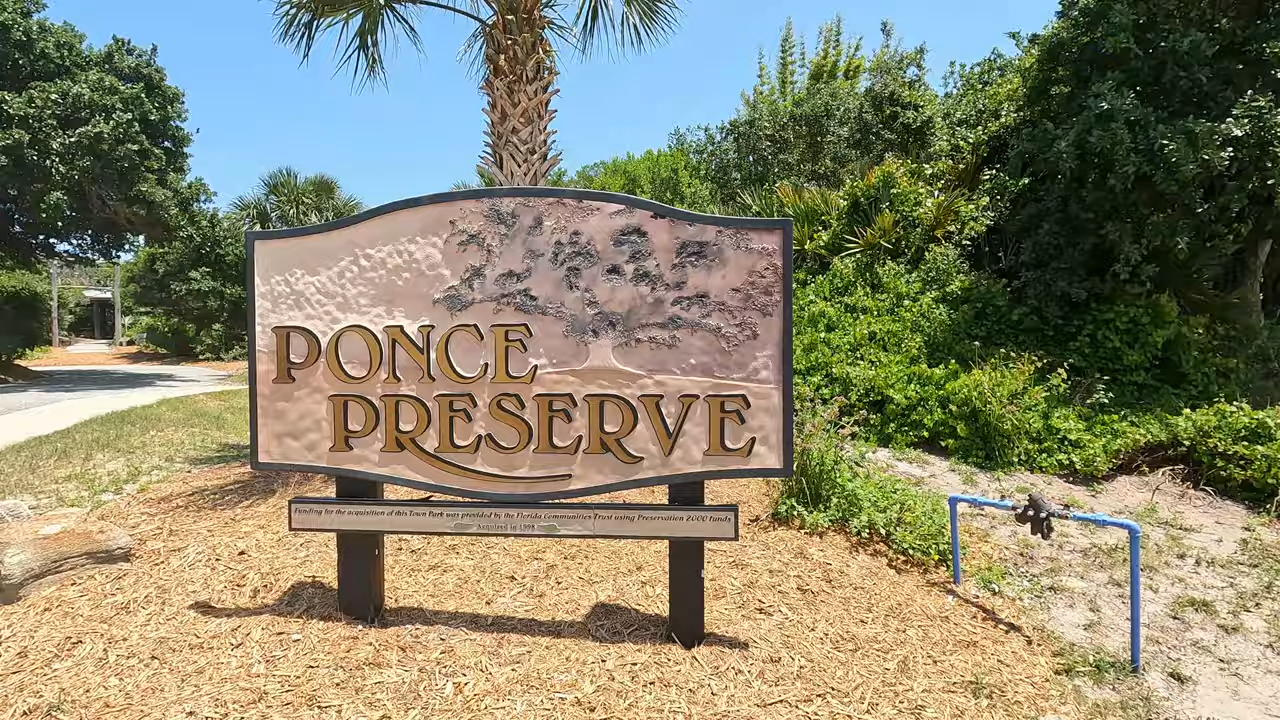 PONCE
PRESERVE
Funding for the acquisition of this Town Park was provided by the Florida Communities Trust using Preservation 2000 funds
Acquired in 1998